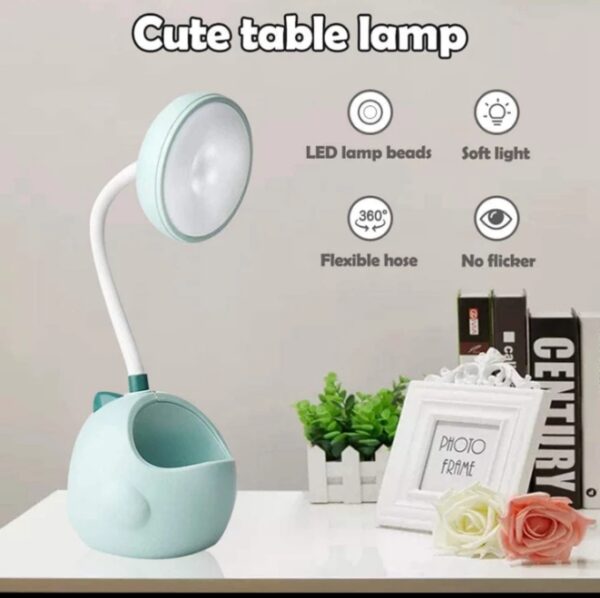 Cute table lamp
LED lamp beads
Soft light
360°
Flexible hose
No flicker
CENTURY
PHOTO
FRAME